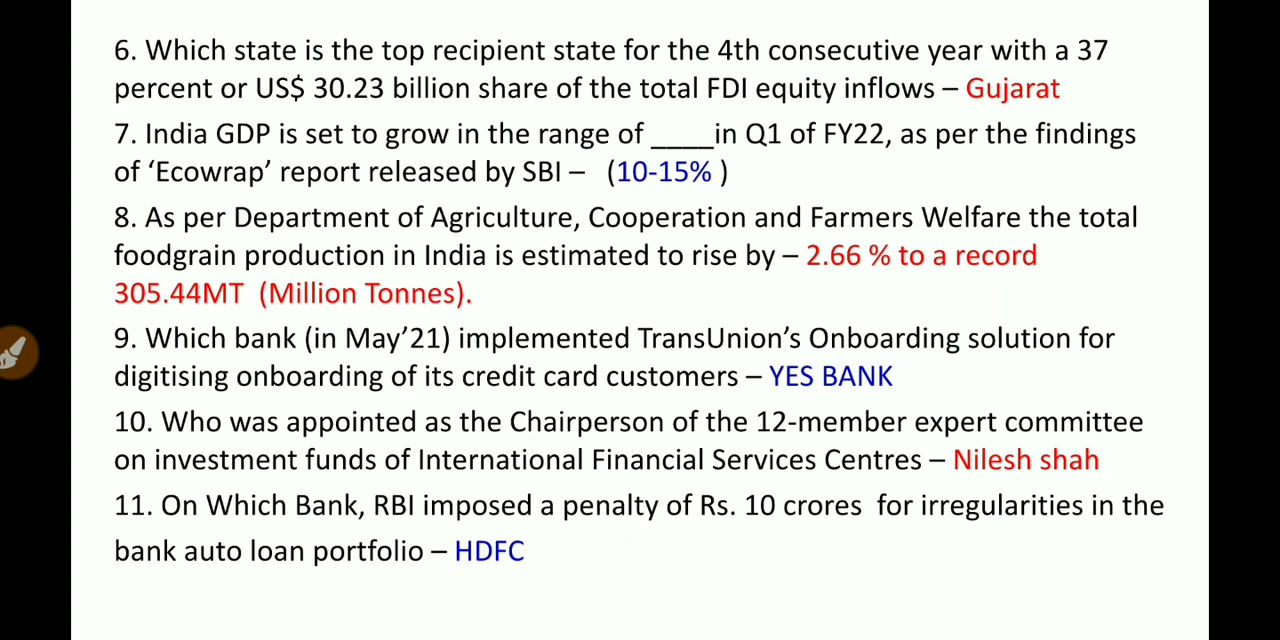 6. Which state is the top recipient state for the 4th consecutive year with a 37
percent or US$ 30.23 billion share of the total FDI equity inflows – Gujarat
7. India GDP is set to grow in the range of ____in Q1 of FY22, as per the findings
of ‘Ecowrap’ report released by SBI – (10-15% )
8. As per Department of Agriculture, Cooperation and Farmers Welfare the total
foodgrain production in India is estimated to rise by – 2.66 % to a record
305.44MT (Million Tonnes).
9. Which bank (in May’21) implemented TransUnion’s Onboarding solution for
digitising onboarding of its credit card customers – YES BANK
10. Who was appointed as the Chairperson of the 12-member expert committee
on investment funds of International Financial Services Centres – Nilesh shah
11. On Which Bank, RBI imposed a penalty of Rs. 10 crores for irregularities in the
bank auto loan portfolio – HDFC